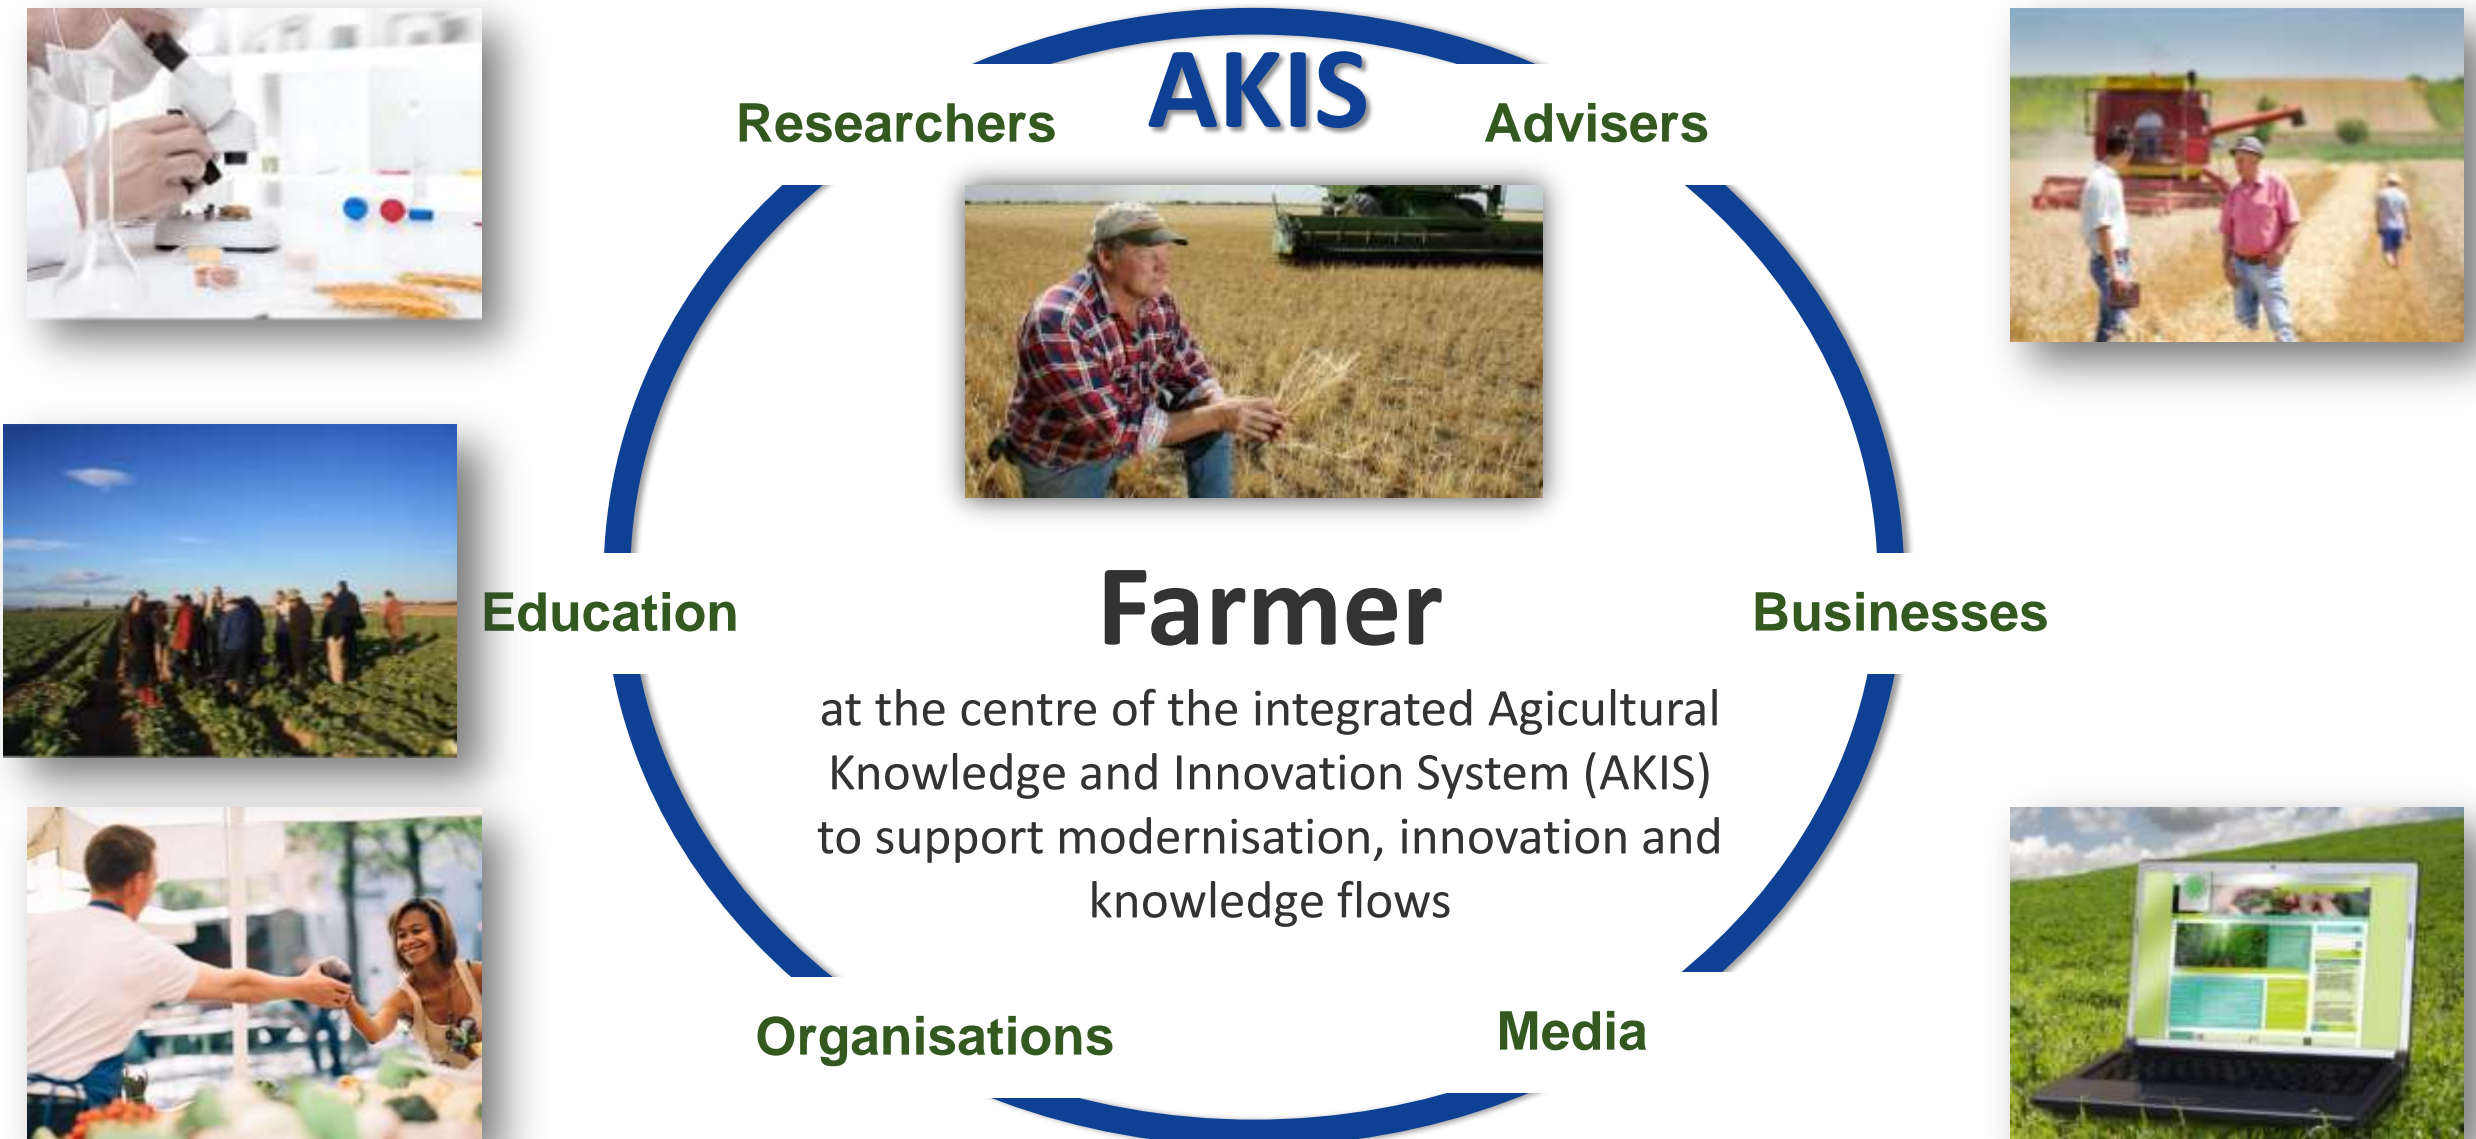 AKIS
Researchers
Advisers
Education
Farmer
Businesses
at the centre of the integrated Agicultural
Knowledge and Innovation System (AKIS)
to support modernisation, innovation and
knowledge flows
Organisations
Media